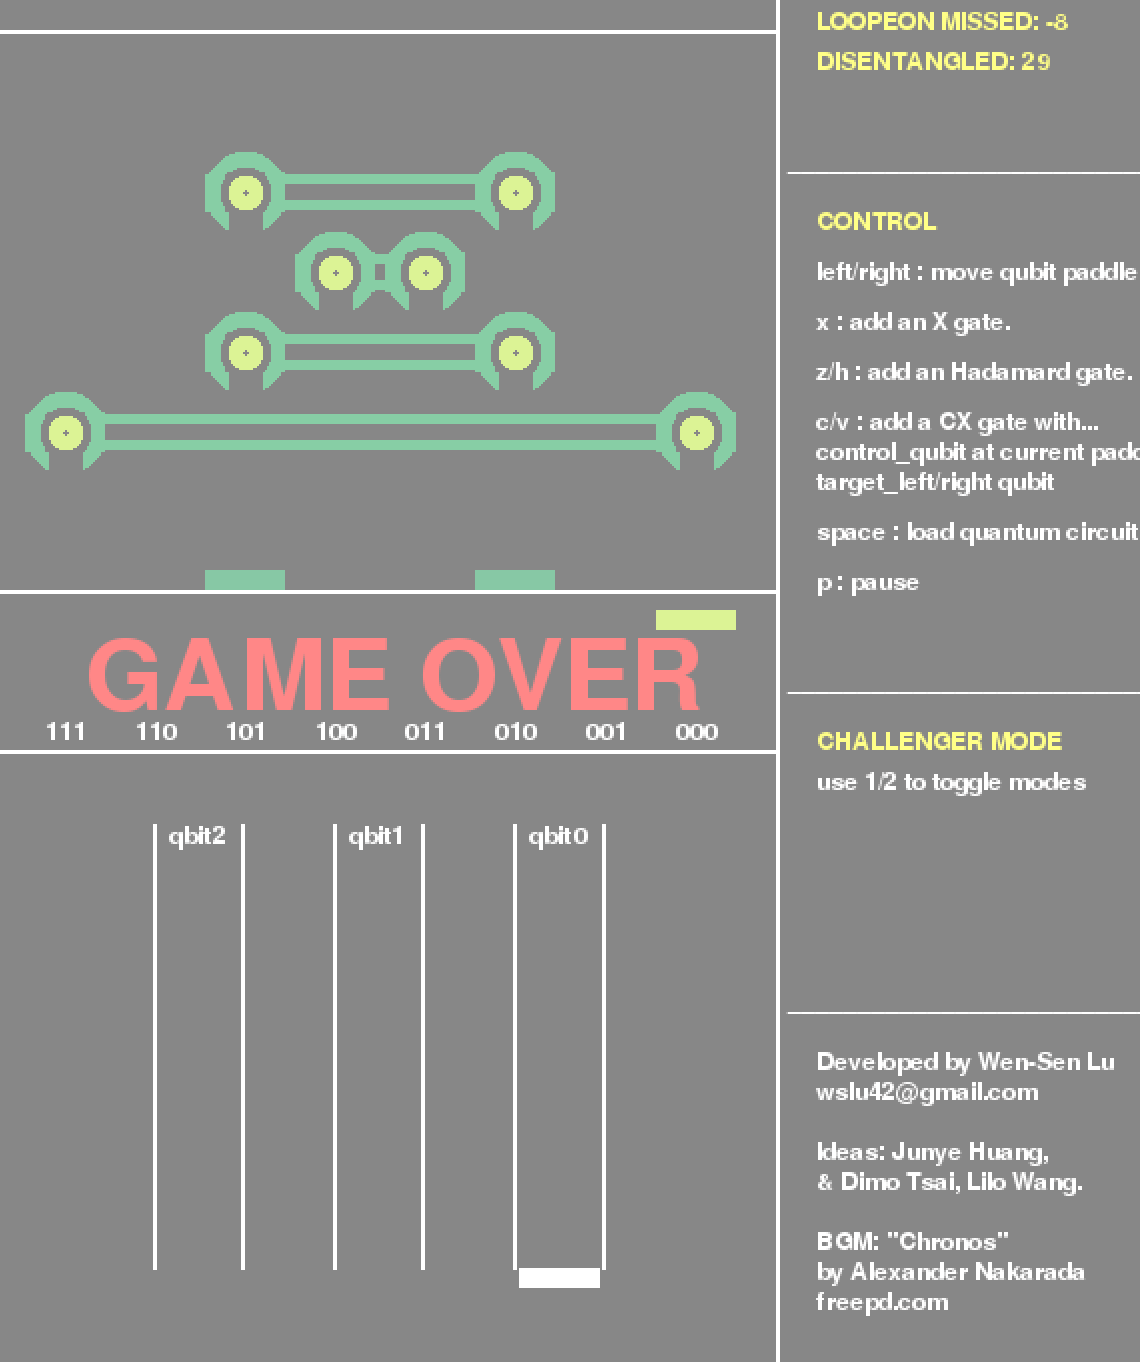 LOOPEON MISSED: -8
DISENTANGLED: 29
CONTROL
left/right : move qubit paddle
x : add an X gate.
z/h : add an Hadamard gate.
c/v : add a CX gate with...
control_qubit at current padd
target_left/right qubit
space : load quantum circuit
p : pause
GAME OVER
111 110 101 100 011 010 001 000
CHALLENGER MODE
use 1/2 to toggle modes
qbit2 qbit1 qbit0
Developed by Wen-Sen Lu
wslu42@gmail.com
Ideas: Junye Huang,
& Dimo Tsai, Lilo Wang.
BGM: "Chronos"
by Alexander Nakarada
freepd.com